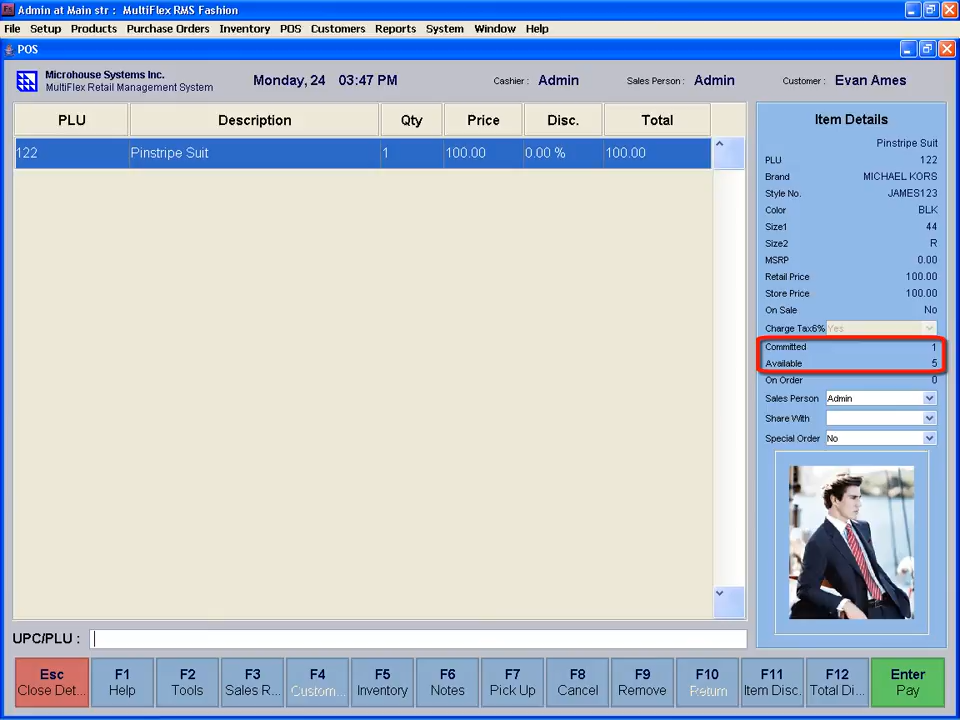 Admin at Main str : MultiFlex RMS Fashion
File Setup Products Purchase Orders Inventory POS Customers Reports System Window Help
POS
Microhouse Systems Inc.
MultiFlex Retail Management System
Monday, 24 03:47 PM
Cashier : Admin
Sales Person : Admin
Customer : Evan Ames
PLU Description Qty Price Disc. Total
122 Pinstripe Suit 1 100.00 0.00 % 100.00
Item Details
Pinstripe Suit
PLU 122
Brand MICHAEL KORS
Style No. JAMES123
Color BLK
Size1 44
Size2 R
MSRP 0.00
Retail Price 100.00
Store Price 100.00
On Sale No
Charge Tax6% Yes
Committed 1
Available 5
On Order 0
Sales Person Admin
Share With
Special Order No
UPC/PLU :
Esc F1 F2 F3 F4 F5 F6 F7 F8 F9 F10 F11 F12 Enter
Close Det... Help Tools Sales R... Custom... Inventory Notes Pick Up Cancel Remove Return Item Disc. Total Di... Pay